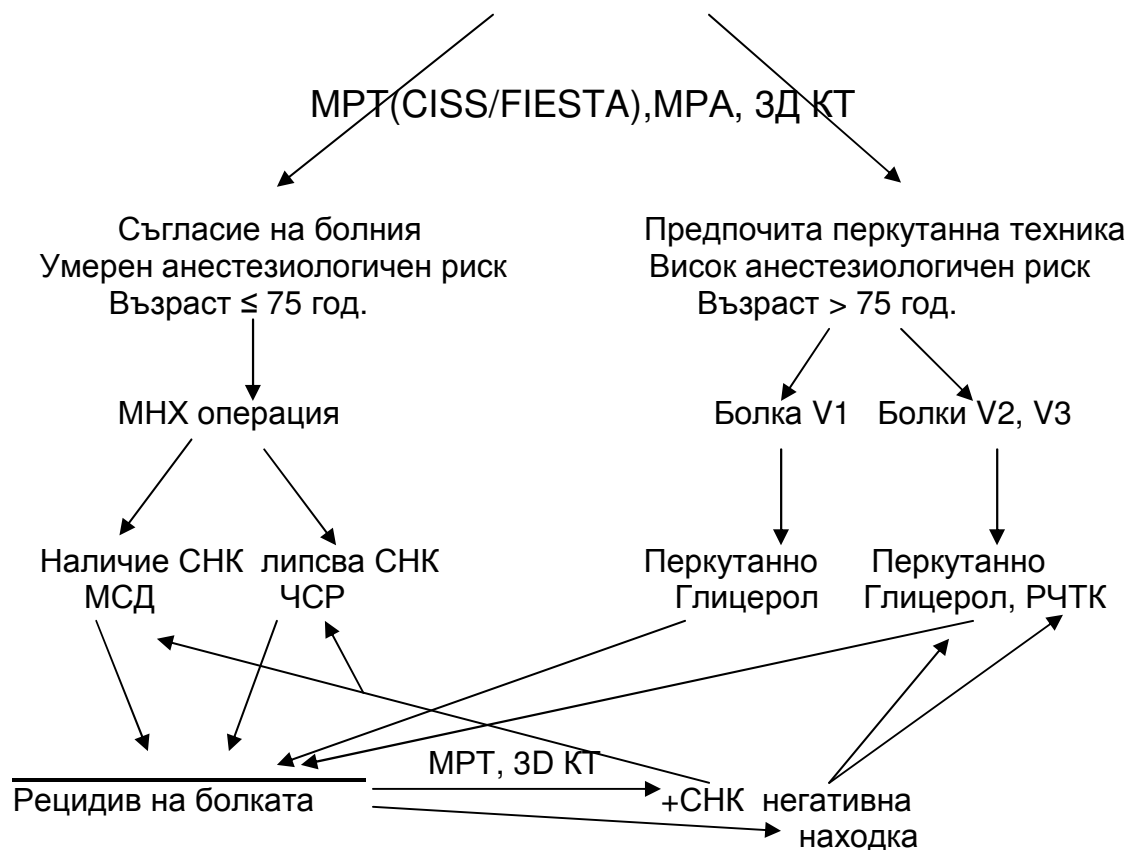 МРТ(CISS/FIESTA),МРА, 3Д КТ
Съгласие на болния
Умерен анестезиологичен риск
Възраст ≤ 75 год.
Предпочита перкутанна техника
Висок анестезиологичен риск
Възраст > 75 год.
МНХ операция
Болка V1 Болки V2, V3
Наличие СНК липсва СНК
МСД ЧСР
Перкутанно
Глицерол
Перкутанно
Глицерол, РЧТК
МРТ, 3D КТ
Рецидив на болката
+СНК негативна
находка